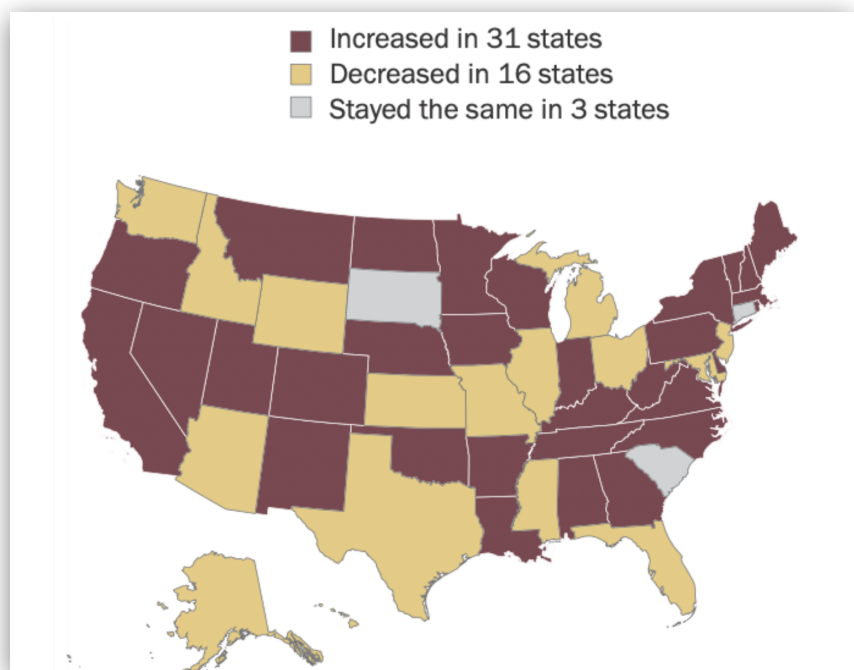 Increased in 31 states
Decreased in 16 states
Stayed the same in 3 states